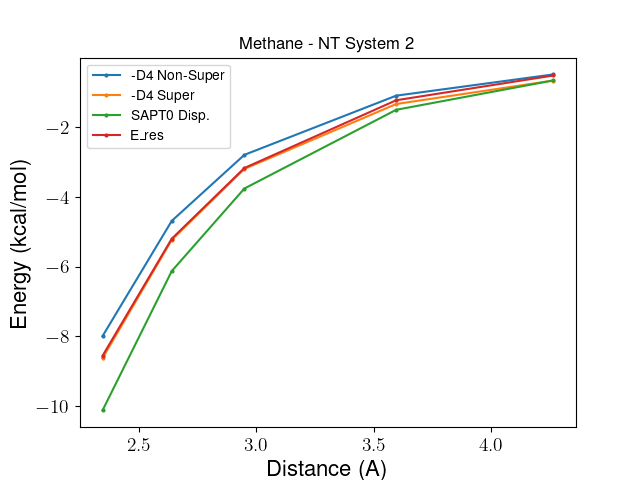 Methane - NT System 2
-D4 Non-Super
-D4 Super
SAPT0 Disp.
E_res
Energy (kcal/mol)
−2
−4
−6
−8
−10
2.5 3.0 3.5 4.0
Distance (A)